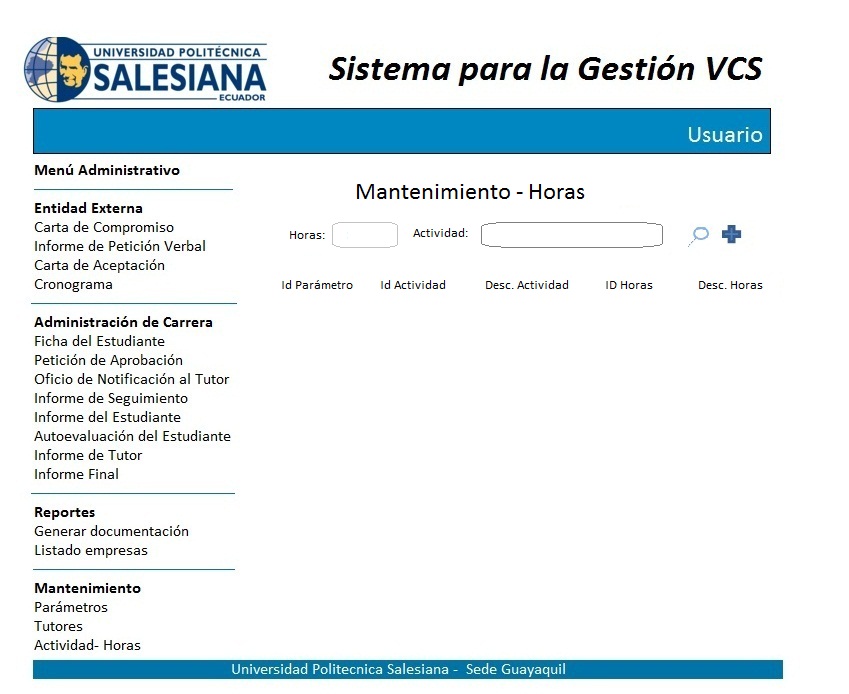 UNIVERSIDAD POLITÉCNICA
SALESIANA
ECUADOR
Sistema para la Gestión VCS
Usuario
Menú Administrativo
Entidad Externa
Carta de Compromiso
Informe de Petición Verbal
Carta de Aceptación
Cronograma
Administración de Carrera
Ficha del Estudiante
Petición de Aprobación
Oficio de Notificación al Tutor
Informe de Seguimiento
Informe del Estudiante
Autoevaluación del Estudiante
Informe de Tutor
Informe Final
Reportes
Generar documentación
Listado empresas
Mantenimiento
Parámetros
Tutores
Actividad- Horas
Mantenimiento - Horas
Horas: Actividad:
Id Parámetro Id Actividad Desc. Actividad ID Horas Desc. Horas
Universidad Politecnica Salesiana - Sede Guayaquil